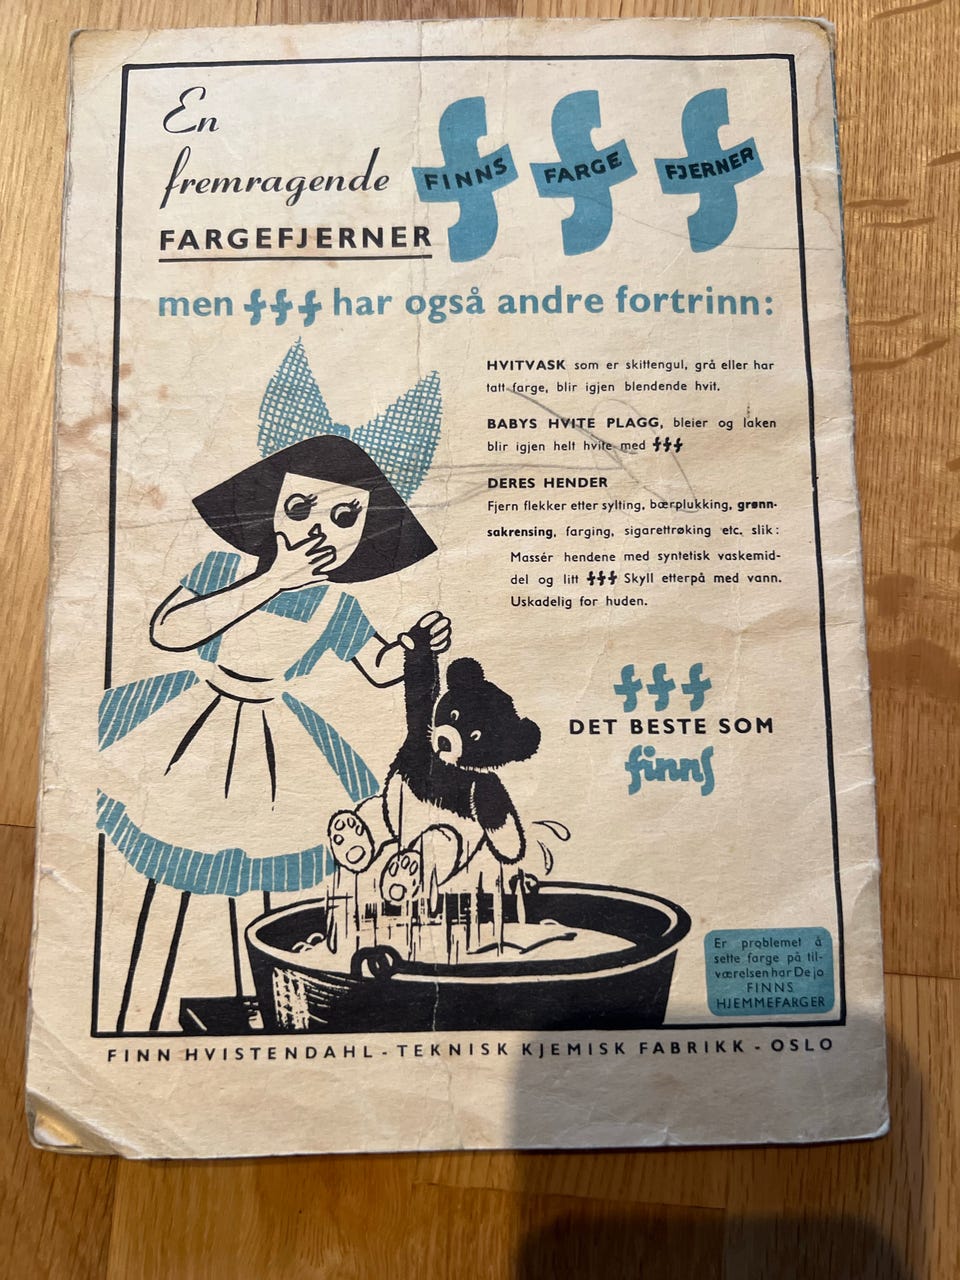 En
fremragende
FARGEFJERNER
FINNS FARGE FJERNER
men fff har også andre fortrinn:
HVITVASK som er skittengul, grå eller har
tatt farge, blir igjen blendende hvit.
BABYS HVITE PLAGG, bleier og laken
blir igjen helt hvite med fff
DERES HENDER
Fjern flekker etter sylting, bærplukking, grønn-
sakrensing, farging, sigarettrøking etc. slik:
Massér hendene med syntetisk vaskemid-
del og litt fff Skyll etterpå med vann.
Uskadelig for huden.
fff
DET BESTE SOM
finns
Er problemet å
sette farge på til-
værelsen har De jo
FINNS
HJEMMEFARGER
FINN HVISTENDAHL - TEKNISK KJEMISK FABRIKK - OSLO